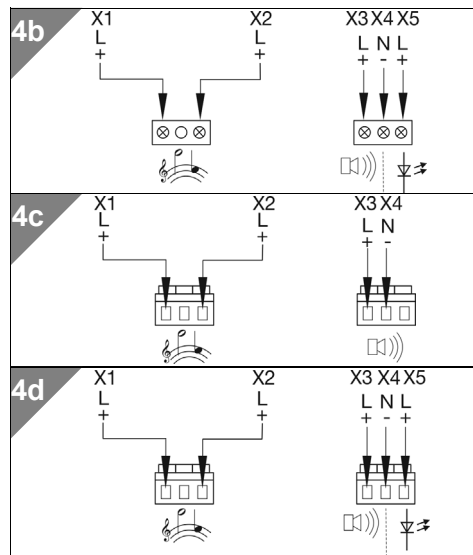 4b
X1 X2 X3 X4 X5
L L L N L
+ + + - +
4c
X1 X2 X3 X4
L L L N
+ + + -
4d
X1 X2 X3 X4 X5
L L L N L
+ + + - +